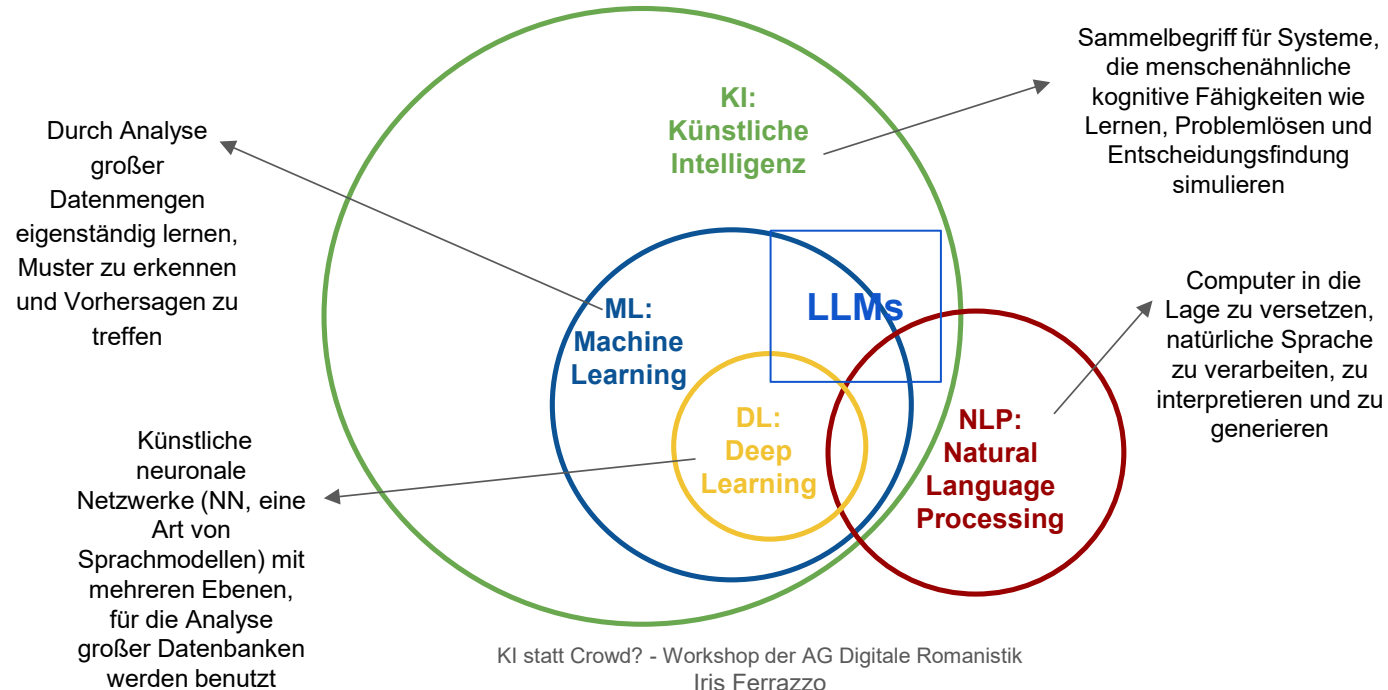 KI:
Künstliche
Intelligenz
Sammelbegriff für Systeme,
die menschenähnliche
kognitive Fähigkeiten wie
Lernen, Problemlösen und
Entscheidungsfindung
simulieren
Durch Analyse
großer
Datenmengen
eigenständig lernen,
Muster zu erkennen
und Vorhersagen zu
treffen
ML:
Machine
Learning
LLMs
Computer in die
Lage zu versetzen,
natürliche Sprache
zu verarbeiten, zu
interpretieren und zu
generieren
DL:
Deep
Learning
NLP:
Natural
Language
Processing
Künstliche
neuronale
Netzwerke (NN, eine
Art von
Sprachmodellen) mit
mehreren Ebenen,
für die Analyse
großer Datenbanken
werden benutzt
KI statt Crowd? - Workshop der AG Digitale Romanistik
Iris Ferrazzo